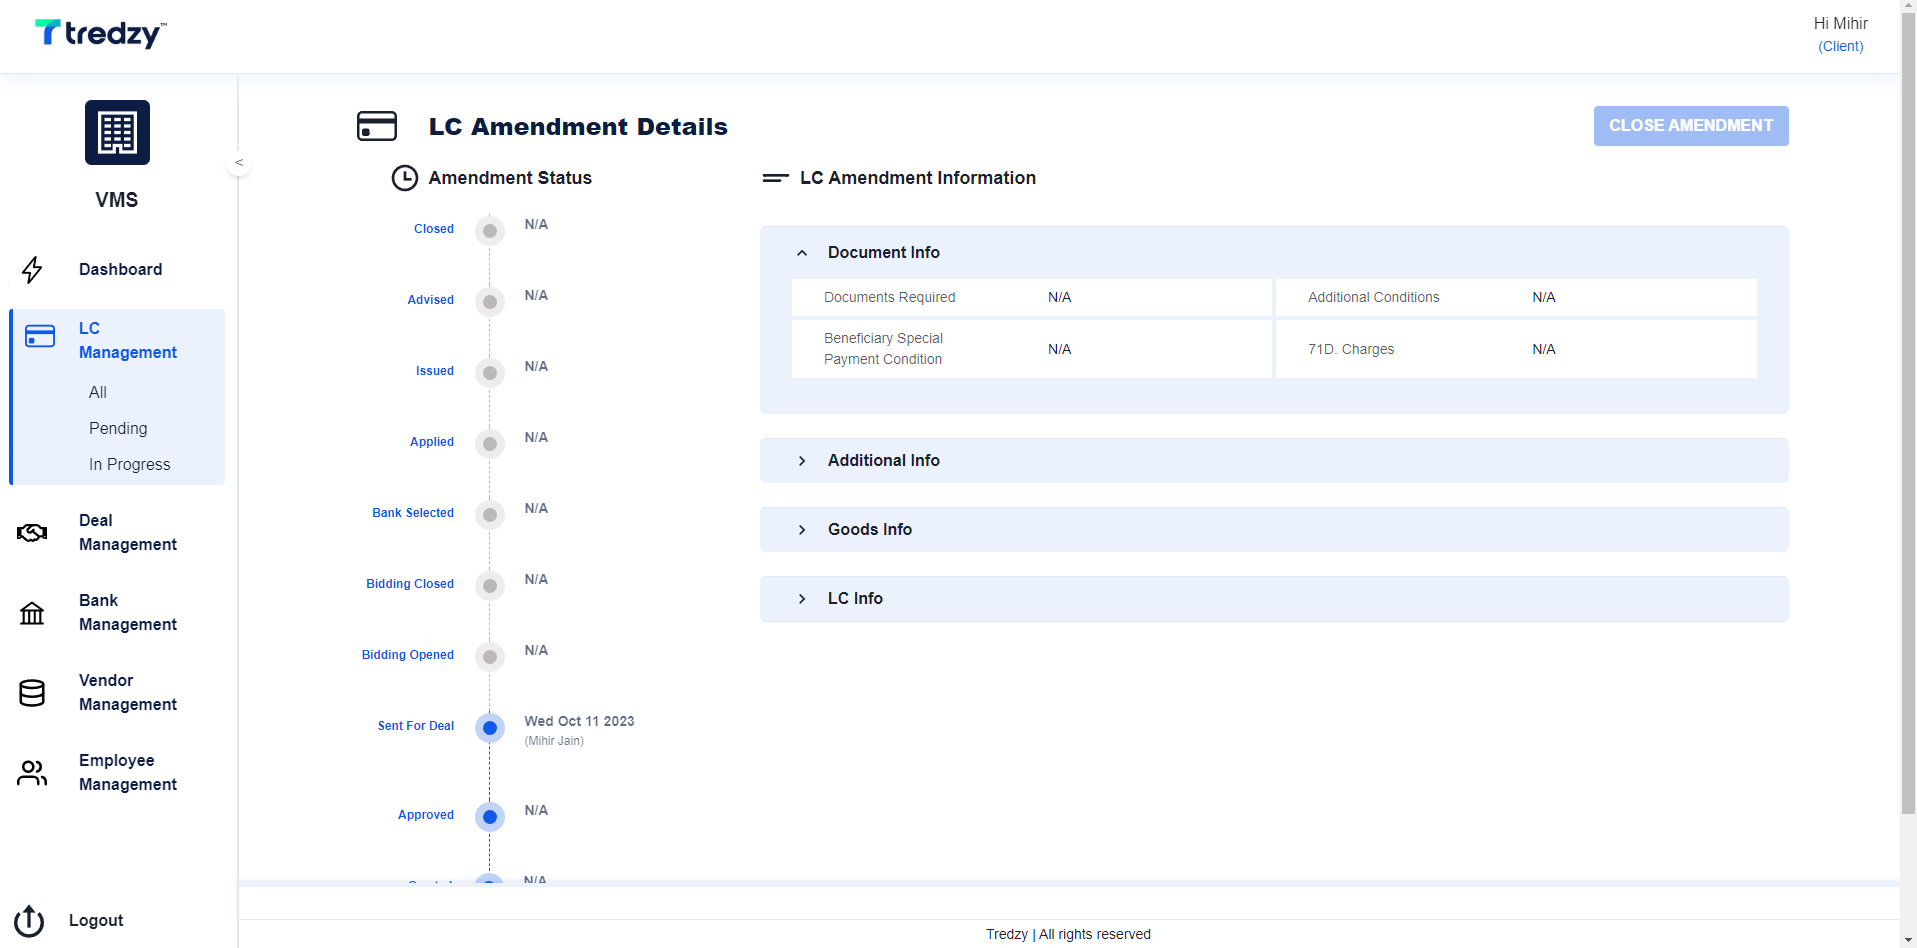 tredzy™
Hi Mihir
(Client)
VMS
<
Dashboard
LC
Management
All
Pending
In Progress
Deal
Management
Bank
Management
Vendor
Management
Employee
Management
Logout
LC Amendment Details
CLOSE AMENDMENT
Amendment Status
Closed N/A
Advised N/A
Issued N/A
Applied N/A
Bank Selected N/A
Bidding Closed N/A
Bidding Opened N/A
Sent For Deal Wed Oct 11 2023
(Mihir Jain)
Approved N/A
N/A
LC Amendment Information
Document Info
Documents Required N/A Additional Conditions N/A
Beneficiary Special
Payment Condition N/A 71D. Charges N/A
Additional Info
Goods Info
LC Info
Tredzy | All rights reserved